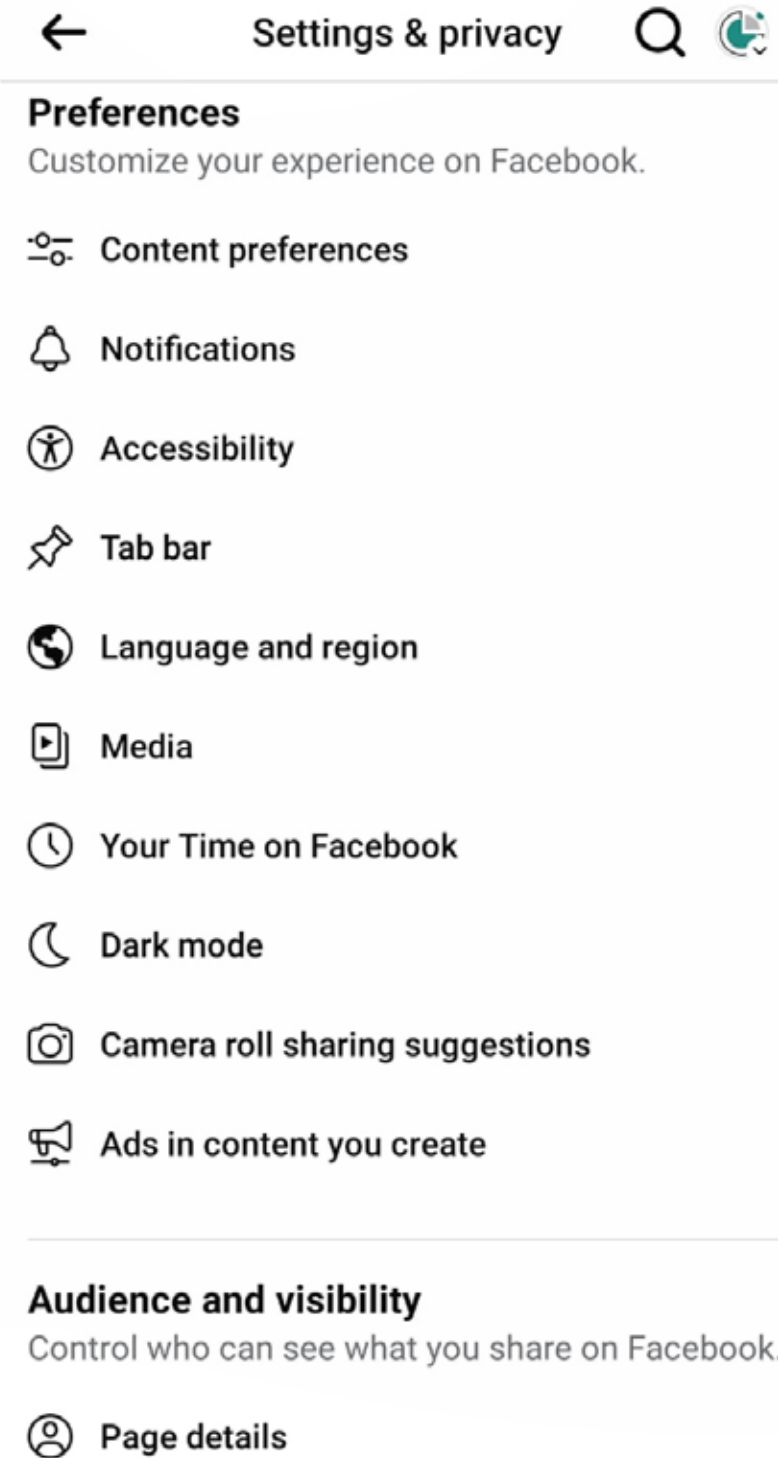 Settings & privacy
Preferences
Customize your experience on Facebook.
Content preferences
Notifications
Accessibility
Tab bar
Language and region
Media
Your Time on Facebook
Dark mode
Camera roll sharing suggestions
Ads in content you create
Audience and visibility
Control who can see what you share on Facebook.
Page details